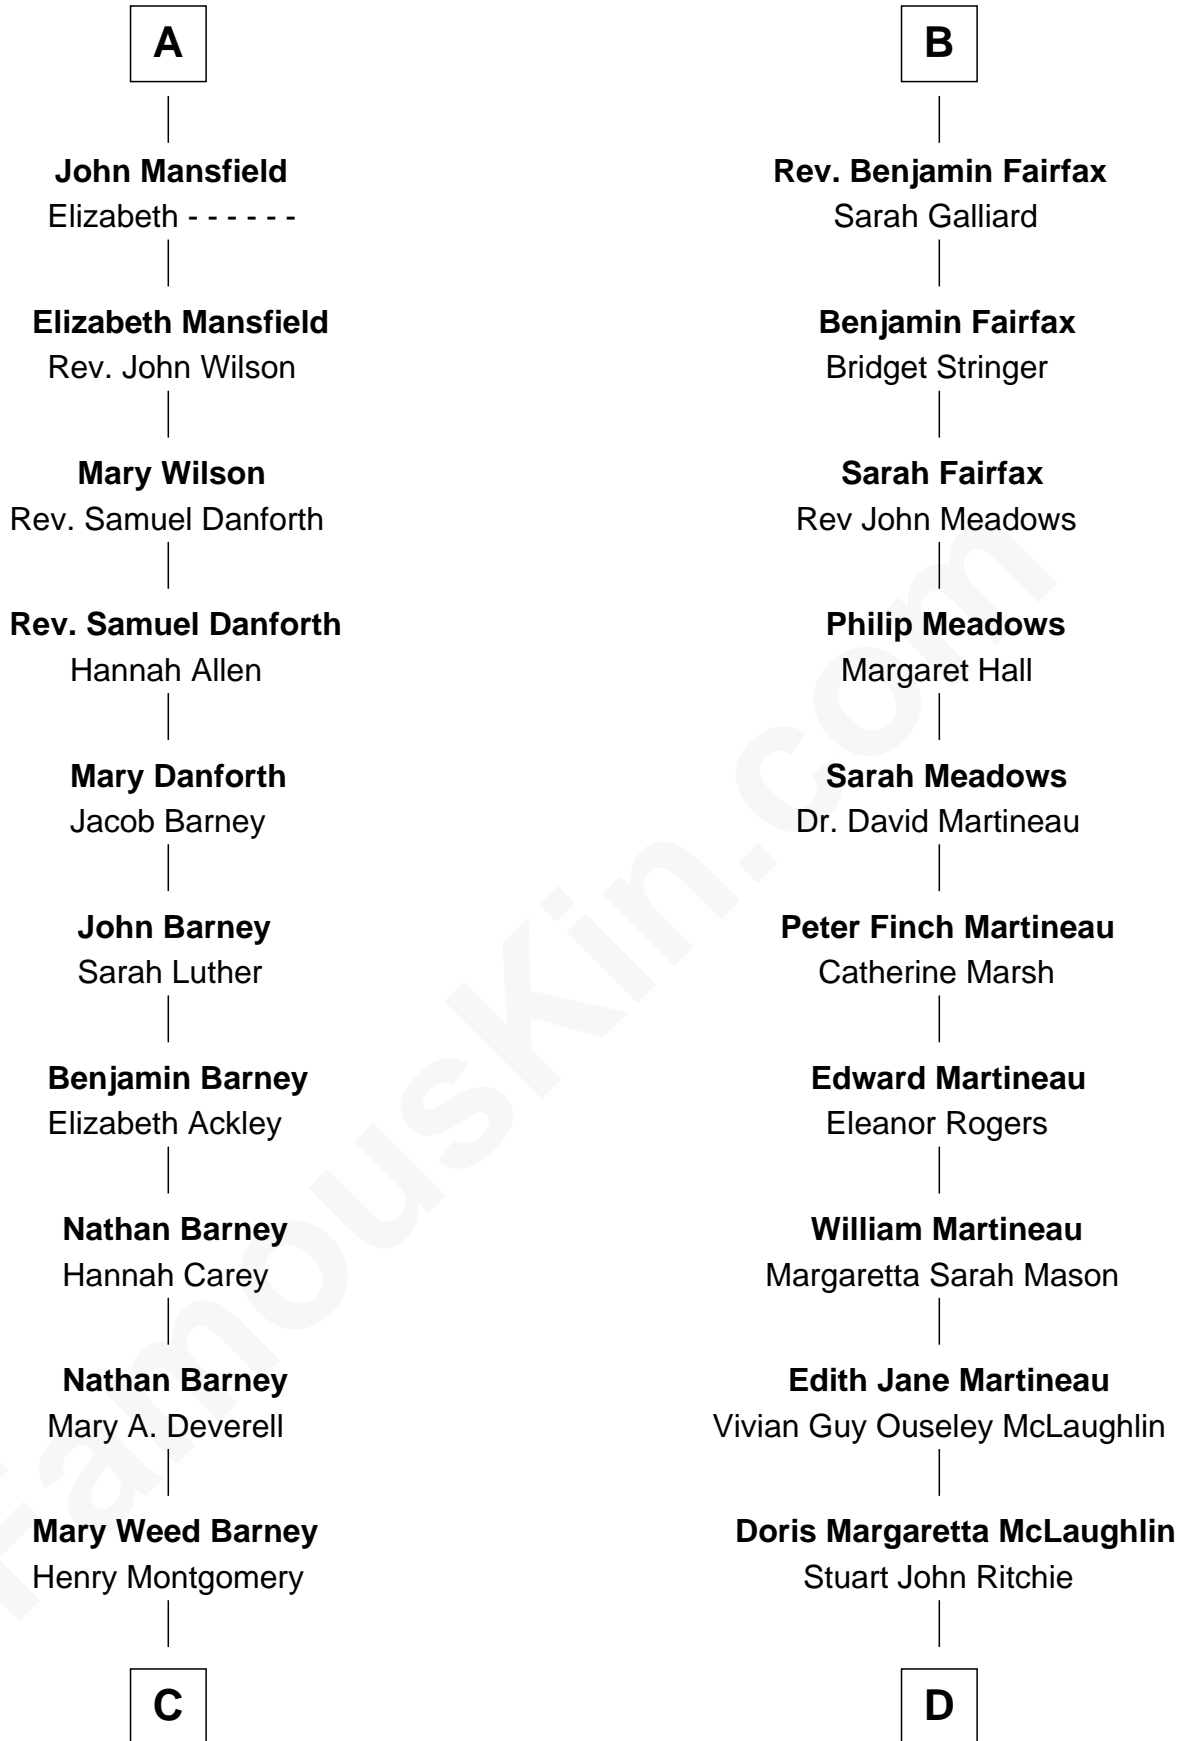 A
John Mansfield
Elizabeth - - - - - -
Elizabeth Mansfield
Rev. John Wilson
Mary Wilson
Rev. Samuel Danforth
Rev. Samuel Danforth
Hannah Allen
Mary Danforth
Jacob Barney
John Barney
Sarah Luther
Benjamin Barney
Elizabeth Ackley
Nathan Barney
Hannah Carey
Nathan Barney
Mary A. Deverell
Mary Weed Barney
Henry Montgomery
C
B
Rev. Benjamin Fairfax
Sarah Galliard
Benjamin Fairfax
Bridget Stringer
Sarah Fairfax
Rev John Meadows
Philip Meadows
Margaret Hall
Sarah Meadows
Dr. David Martineau
Peter Finch Martineau
Catherine Marsh
Edward Martineau
Eleanor Rogers
William Martineau
Margaretta Sarah Mason
Edith Jane Martineau
Vivian Guy Ouseley McLaughlin
Doris Margaretta McLaughlin
Stuart John Ritchie
D
FamousKin.com